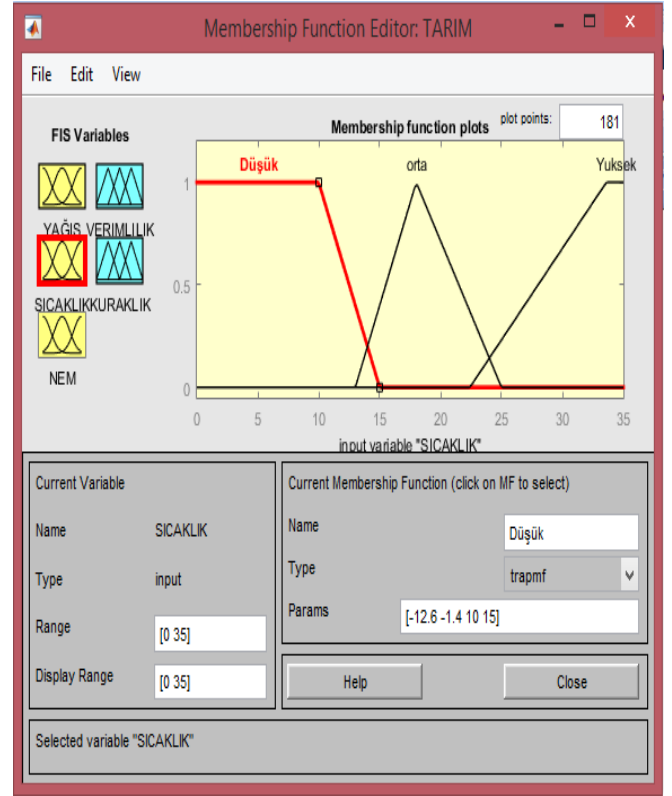 Membership Function Editor: TARIM
File Edit View
FIS Variables
Membership function plots
plot points:
181
YAĞIS VERIMLILIK
SICAKLIKKURAKLIK
NEM
Düşük
orta
Yuksek
1
0.5
0
0 5 10 15 20 25 30 35
input variable "SICAKLIK"
Current Variable
Name SICAKLIK
Type input
Range [0 35]
Display Range [0 35]
Current Membership Function (click on MF to select)
Name Düşük
Type trapmf
Params [-12.6 -1.4 10 15]
Help Close
Selected variable "SICAKLIK"